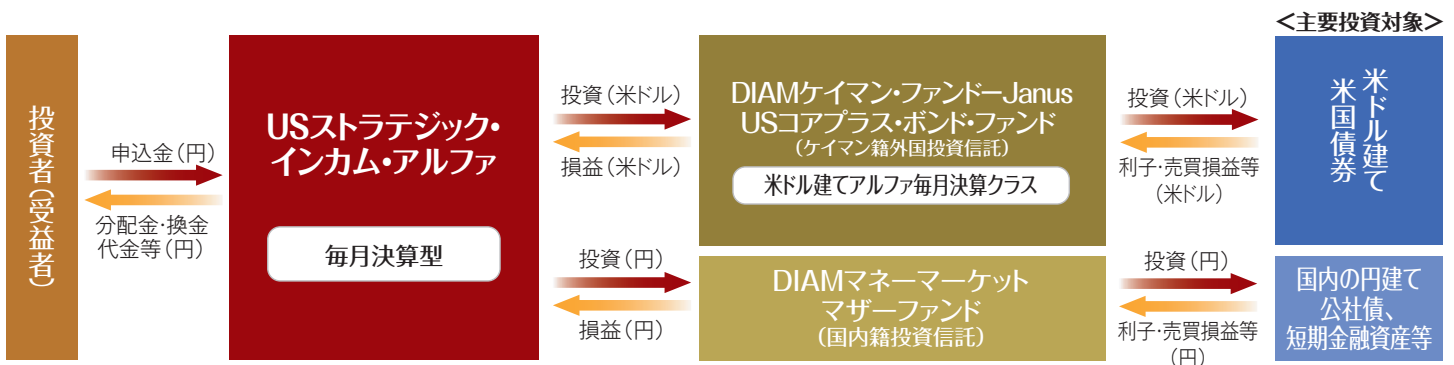 <主要投資対象>
投資者（受益者）
申込金（円）
分配金・換金
代金等（円）
USストラテジック・
インカム・アルファ
毎月決算型
投資（米ドル）
損益（米ドル）
投資（円）
損益（円）
DIAMケイマン・ファンドーJanus
USコアプラス・ボンド・ファンド
（ケイマン籍外国投資信託）
米ドル建てアルファ毎月決算クラス
DIAMマネーマーケット
マザーファンド
（国内籍投資信託）
投資（米ドル）
利子・売買損益等
（米ドル）
投資（円）
利子・売買損益等
（円）
米ドル建て
米国債券
国内の円建て
公社債、
短期金融資産等